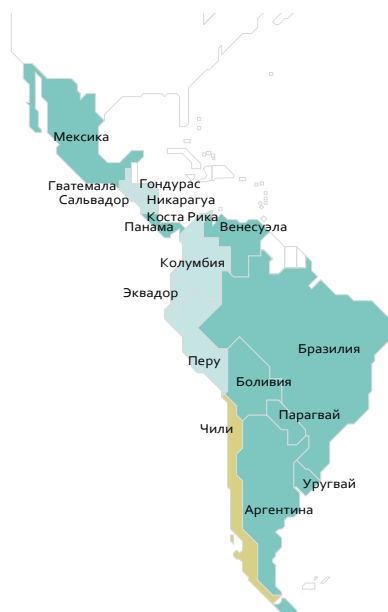 Мексика
Гватемала
Гондурас
Сальвадор
Никарагуа
Коста Рика
Панама
Венесуэла
Колумбия
Эквадор
Бразилия
Перу
Боливия
Парагвай
Чили
Уругвай
Аргентина